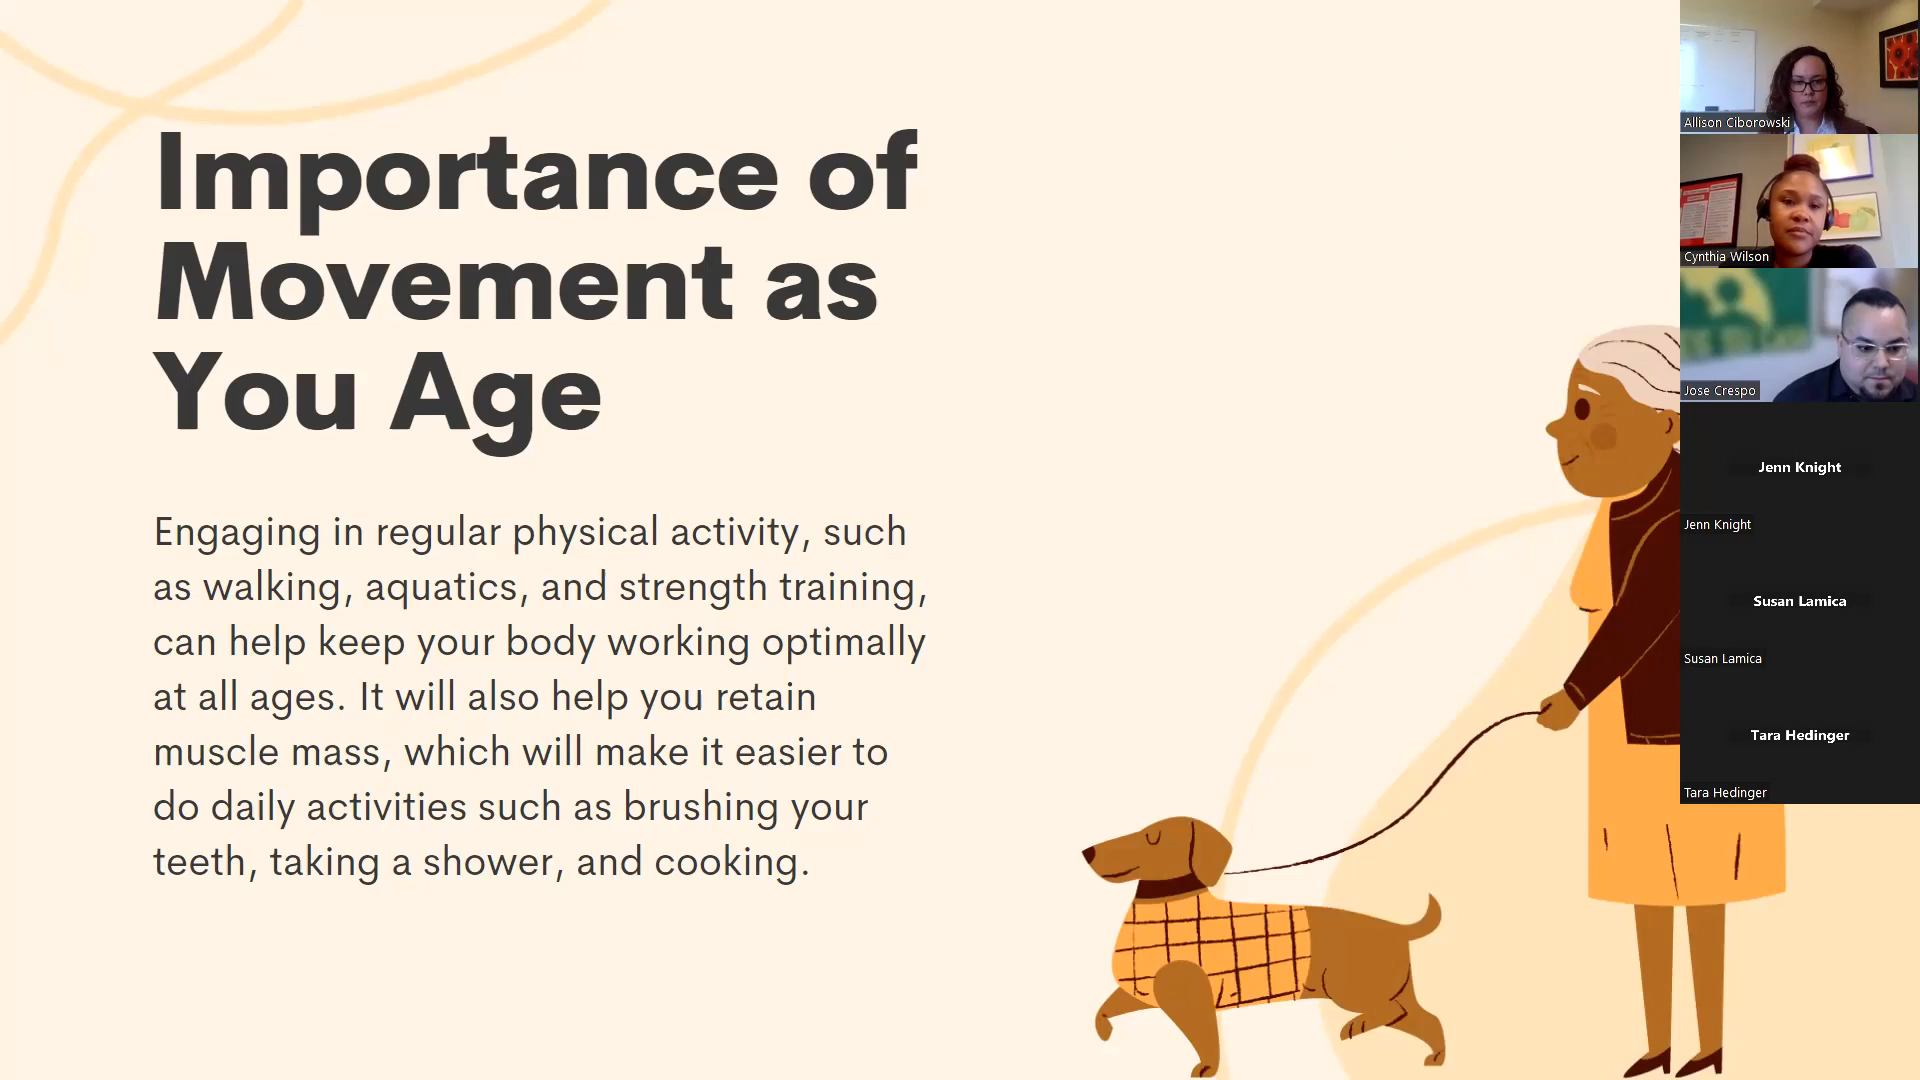 Importance of
Movement as
You Age
Engaging in regular physical activity, such
as walking, aquatics, and strength training,
can help keep your body working optimally
at all ages. It will also help you retain
muscle mass, which will make it easier to
do daily activities such as brushing your
teeth, taking a shower, and cooking.
Allison Ciborowski
Cynthia Wilson
Jose Crespo
Jenn Knight
Jenn Knight
Susan Lamica
Susan Lamica
Tara Hedinger
Tara Hedinger